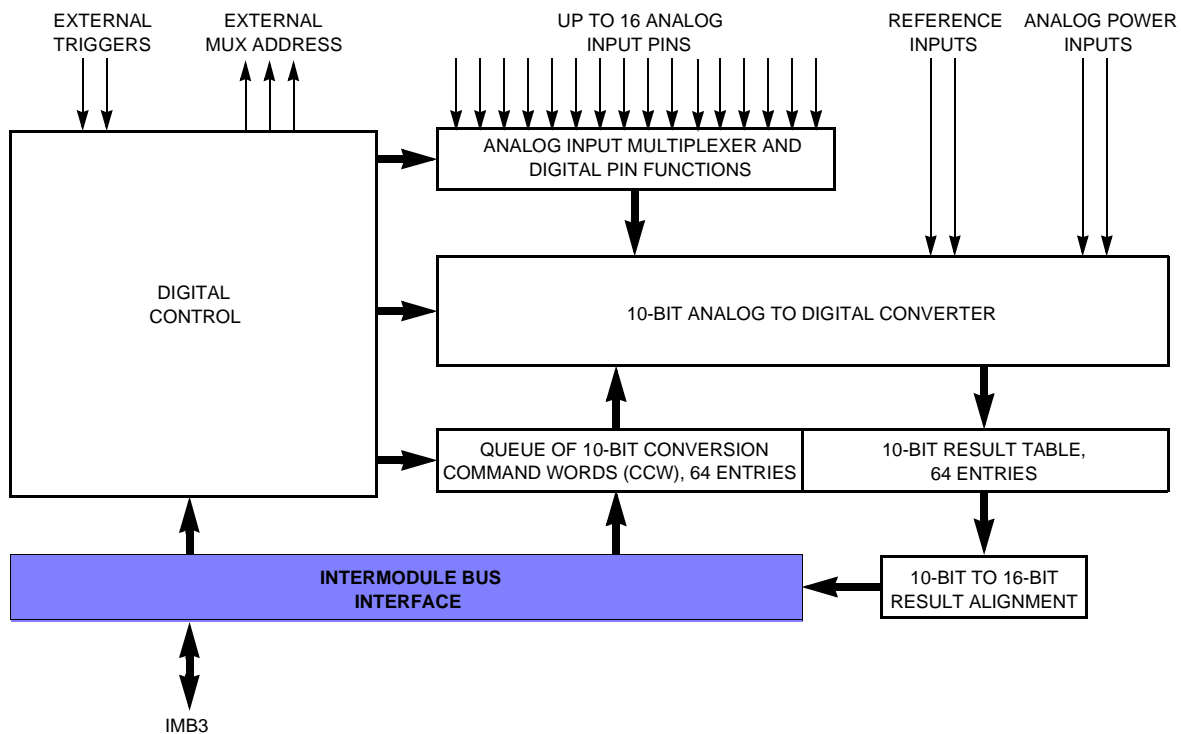 EXTERNAL
TRIGGERS
EXTERNAL
MUX ADDRESS
UP TO 16 ANALOG
INPUT PINS
REFERENCE
INPUTS
ANALOG POWER
INPUTS
ANALOG INPUT MULTIPLEXER AND
DIGITAL PIN FUNCTIONS
DIGITAL
CONTROL
10-BIT ANALOG TO DIGITAL CONVERTER
QUEUE OF 10-BIT CONVERSION
COMMAND WORDS (CCW), 64 ENTRIES
10-BIT RESULT TABLE,
64 ENTRIES
INTERMODULE BUS
INTERFACE
10-BIT TO 16-BIT
RESULT ALIGNMENT
IMB3